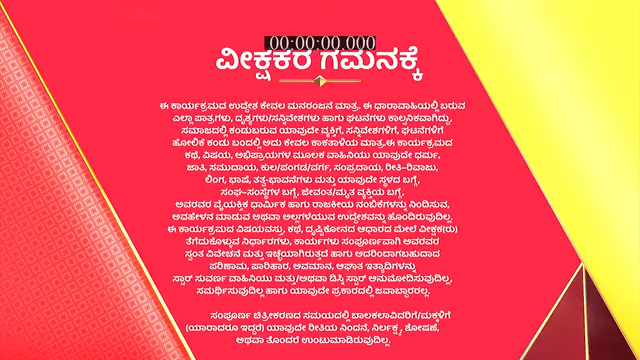 00:00:00.000
ವೀಕ್ಷಕರ ಗಮನಕ್ಕೆ
ಈ ಕಾರ್ಯಕ್ರಮದ ಉದ್ದೇಶ ಕೇವಲ ಮನರಂಜನೆ ಮಾತ್ರ. ಈ ಧಾರಾವಾಹಿಯಲ್ಲಿ ಬರುವ
ಎಲ್ಲಾ ಪಾತ್ರಗಳು, ದೃಶ್ಯಗಳು/ಸನ್ನಿವೇಶಗಳು ಹಾಗು ಘಟನೆಗಳು ಕಾಲ್ಪನಿಕವಾಗಿದ್ದು,
ಸಮಾಜದಲ್ಲಿ ಕಂಡುಬರುವ ಯಾವುದೇ ವ್ಯಕ್ತಿಗೆ, ಸನ್ನಿವೇಶಗಳಿಗೆ, ಘಟನೆಗಳಿಗೆ
ಹೋಲಿಕೆ ಕಂಡು ಬಂದಲ್ಲಿ ಅದು ಕೇವಲ ಕಾಕತಾಳಿಯ ಮಾತ್ರ.ಈ ಕಾರ್ಯಕ್ರಮದ
ಕಥೆ, ವಿಷಯ, ಅಭಿಪ್ರಾಯಗಳ ಮೂಲಕ ವಾಹಿನಿಯು ಯಾವುದೇ ಧರ್ಮ,
ಜಾತಿ, ಸಮುದಾಯ, ಕುಲ/ಪಂಗಡ/ವರ್ಗ, ಸಂಪ್ರದಾಯ, ರೀತಿ-ರಿವಾಜು,
ಲಿಂಗ, ಭಾಷೆ, ತತ್ವ-ಭಾವನೆಗಳು ಮತ್ತು ಯಾವುದೇ ಸ್ಥಳದ ಬಗ್ಗೆ,
ಸಂಘ-ಸಂಸ್ಥೆಗಳ ಬಗ್ಗೆ, ಜೀವಂತ/ಮೃತ ವ್ಯಕ್ತಿಯ ಬಗ್ಗೆ,
ಅವರವರ ವೈಯಕ್ತಿಕ ಧಾರ್ಮಿಕ ಹಾಗು ರಾಜಕೀಯ ನಂಬಿಕೆಗಳನ್ನು ನಿಂದಿಸುವ,
ಅವಹೇಳನ ಮಾಡುವ ಅಥವಾ ಅಲ್ಲಗಳೆಯುವ ಉದ್ದೇಶವನ್ನು ಹೊಂದಿರುವುದಿಲ್ಲ.
ಈ ಕಾರ್ಯಕ್ರಮದ ವಿಷಯವಸ್ತು, ಕಥೆ, ದೃಷ್ಟಿಕೋನದ ಆಧಾರದ ಮೇಲೆ ವೀಕ್ಷಕ(ರು)
ತೆಗೆದುಕೊಳ್ಳುವ ನಿರ್ಧಾರಗಳು, ಕಾರ್ಯಗಳು ಸಂಪೂರ್ಣವಾಗಿ ಅವರವರ
ಸ್ವಂತ ವಿವೇಚನೆ ಮತ್ತು ಇಚ್ಛೆಯಾಗಿರುತ್ತದೆ ಹಾಗು ಅದರಿಂದಾಗಬಹುದಾದ
ಪರಿಣಾಮ, ಪಾರಿಹಾರ, ಅವಮಾನ, ಆಘಾತ ಇತ್ಯಾದಿಗಳನ್ನು
ಸ್ಟಾರ್ ಸುವರ್ಣ ವಾಹಿನಿಯು ಮತ್ತು/ಅಥವಾ ಡಿಸ್ನಿ ಸ್ಟಾರ್ ಅನುಮೋದಿಸುವುದಿಲ್ಲ,
ಸಮರ್ಥಿಸುವುದಿಲ್ಲ ಹಾಗು ಯಾವುದೇ ಪ್ರಕಾರದಲ್ಲಿ ಜವಾಬ್ದಾರರಲ್ಲ.
ಸಂಪೂರ್ಣ ಚಿತ್ರೀಕರಣದ ಸಮಯದಲ್ಲಿ ಬಾಲಕಲಾವಿದರಿಗೆ/ಮಕ್ಕಳಿಗೆ
(ಯಾರಾದರೂ ಇದ್ದರೆ) ಯಾವುದೇ ರೀತಿಯ ನಿಂದನೆ, ನಿರ್ಲಕ್ಷ್ಯ, ಶೋಷಣೆ,
ಅಥವಾ ತೊಂದರೆ ಉಂಟುಮಾಡಿರುವುದಿಲ್ಲ.